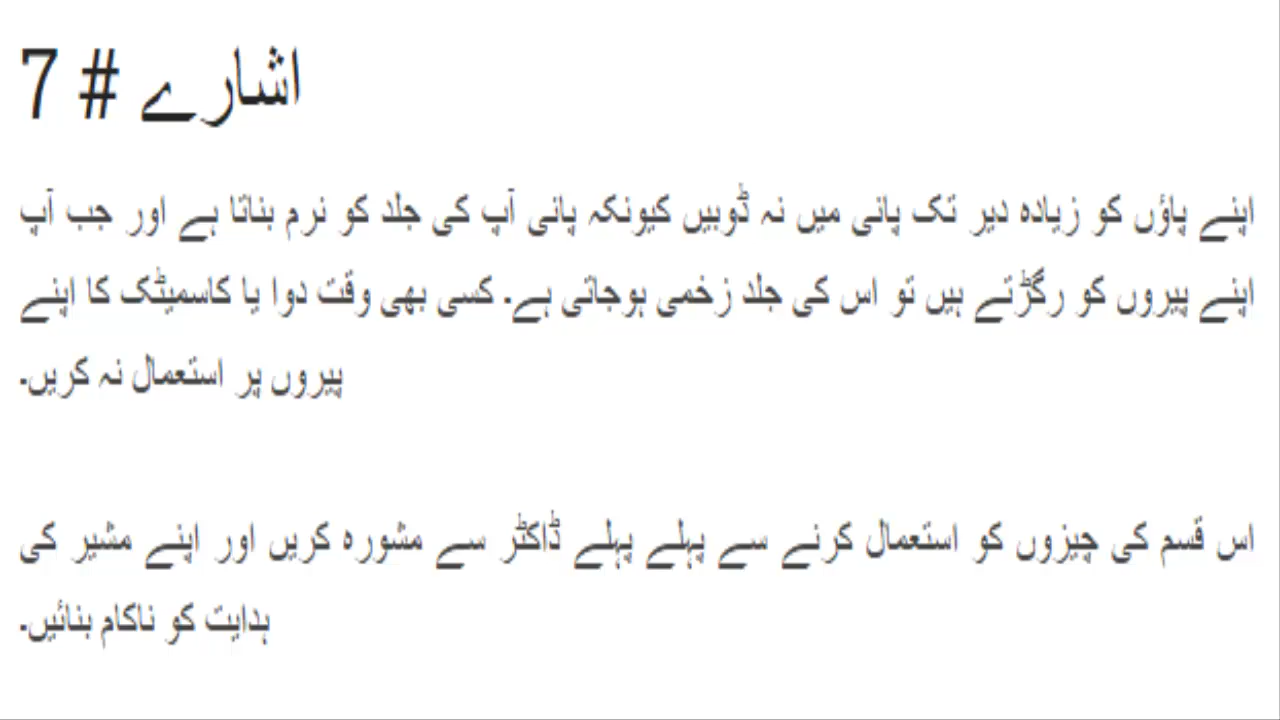 اشارے # 7
اپنے پاؤں کو زیادہ دیر تک پانی میں نہ ڈوبیں کیونکہ پانی آپ کی جلد کو نرم بناتا ہے اور جب آپ
اپنے پیروں کو رگڑتے ہیں تو اس کی جلد زخمی ہوجاتی ہے۔ کسی بھی وقت دوا یا کاسمیٹک کا اپنے
پیروں پر استعمال نہ کریں۔
اس قسم کی چیزوں کو استعمال کرنے سے پہلے پہلے ڈاکٹر سے مشورہ کریں اور اپنے مشیر کی
ہدایت کو ناکام بنائیں۔